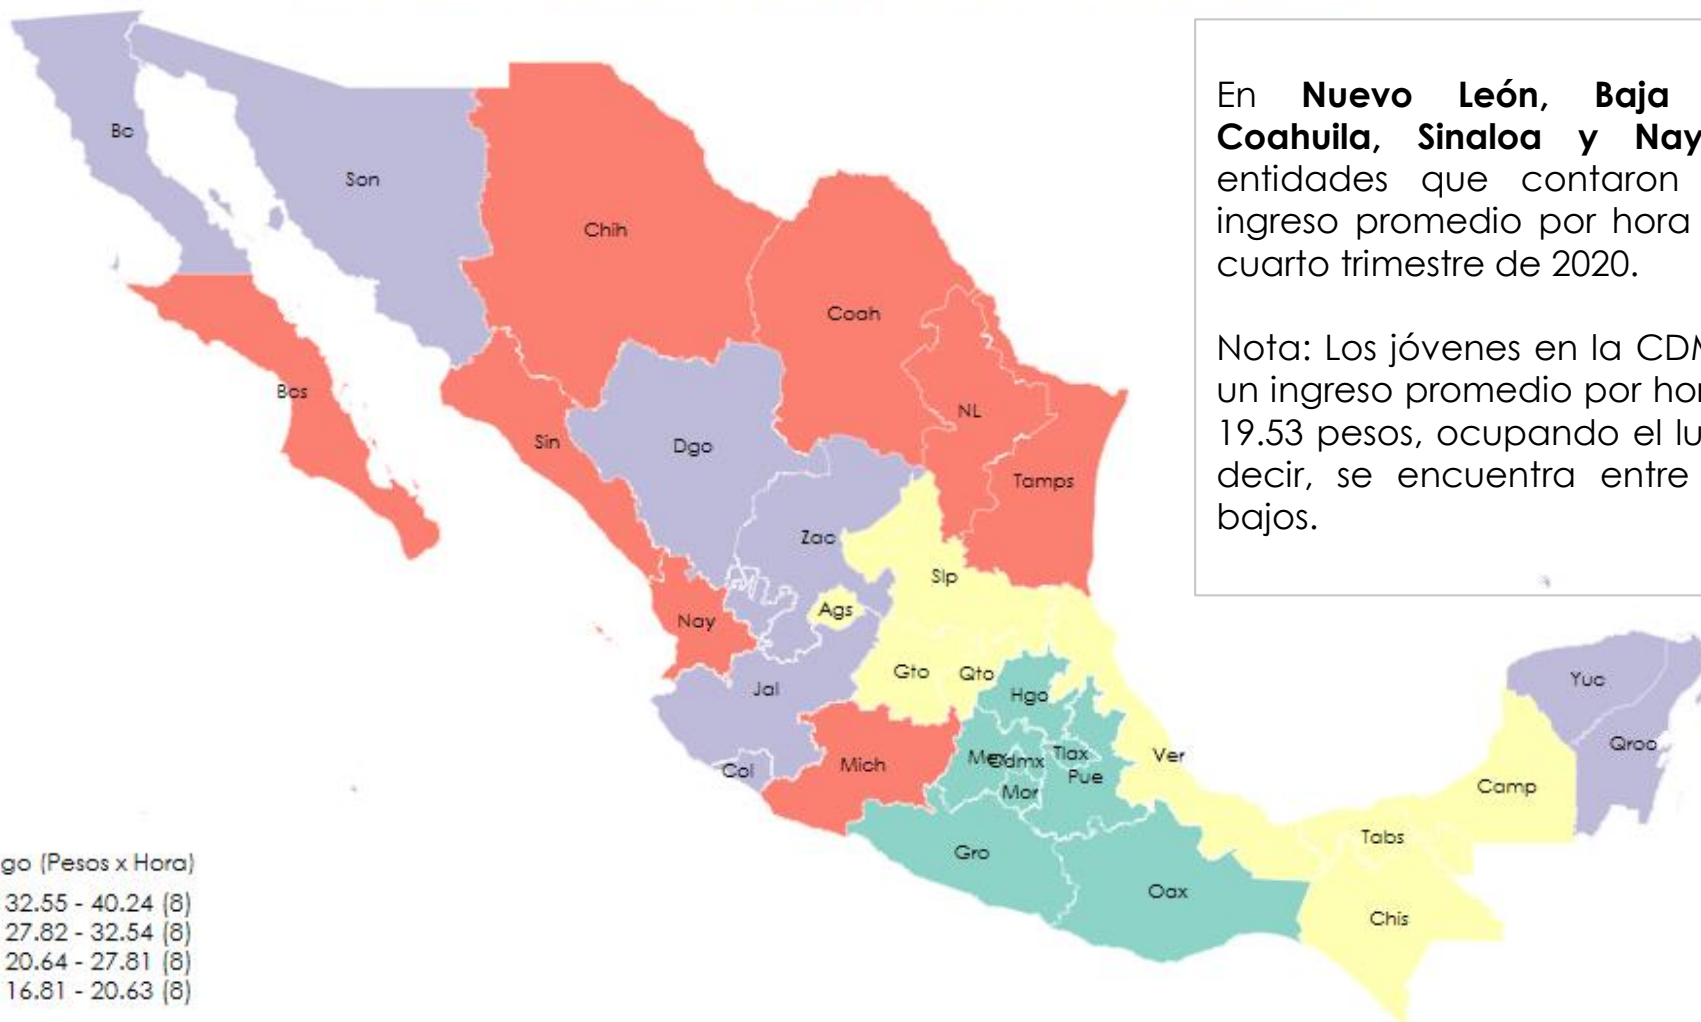 Bc
Son
Chih
Coah
Bcs
NL
Sin
Dgo
Tamps
Zac
Slp
Ags
Nay
Gto
Qto
Jal
Hgo
Yuc
Col
Mich
Mex
Cdmx
Tlax
Pue
Mor
Ver
Qroo
Camp
Gro
Tabs
Oax
Chis
En Nuevo León, Baja
Coahuila, Sinaloa y Nay
entidades que contaron
ingreso promedio por hora
cuarto trimestre de 2020.
Nota: Los jóvenes en la CDM
un ingreso promedio por hor
19.53 pesos, ocupando el lu
decir, se encuentra entre
bajos.
go (Pesos x Hora)
32.55 - 40.24 (8)
27.82 - 32.54 (8)
20.64 - 27.81 (8)
16.81 - 20.63 (8)